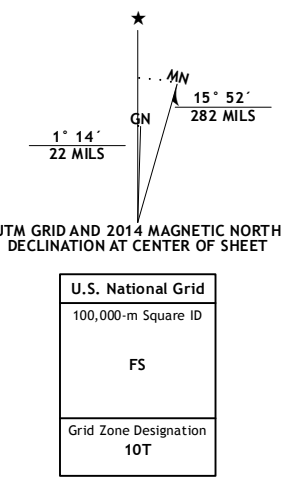 ★
MN
GN
15° 52´
282 MILS
1° 14´
22 MILS
UTM GRID AND 2014 MAGNETIC NORTH
DECLINATION AT CENTER OF SHEET
U.S. National Grid
100,000-m Square ID
FS
Grid Zone Designation
10T